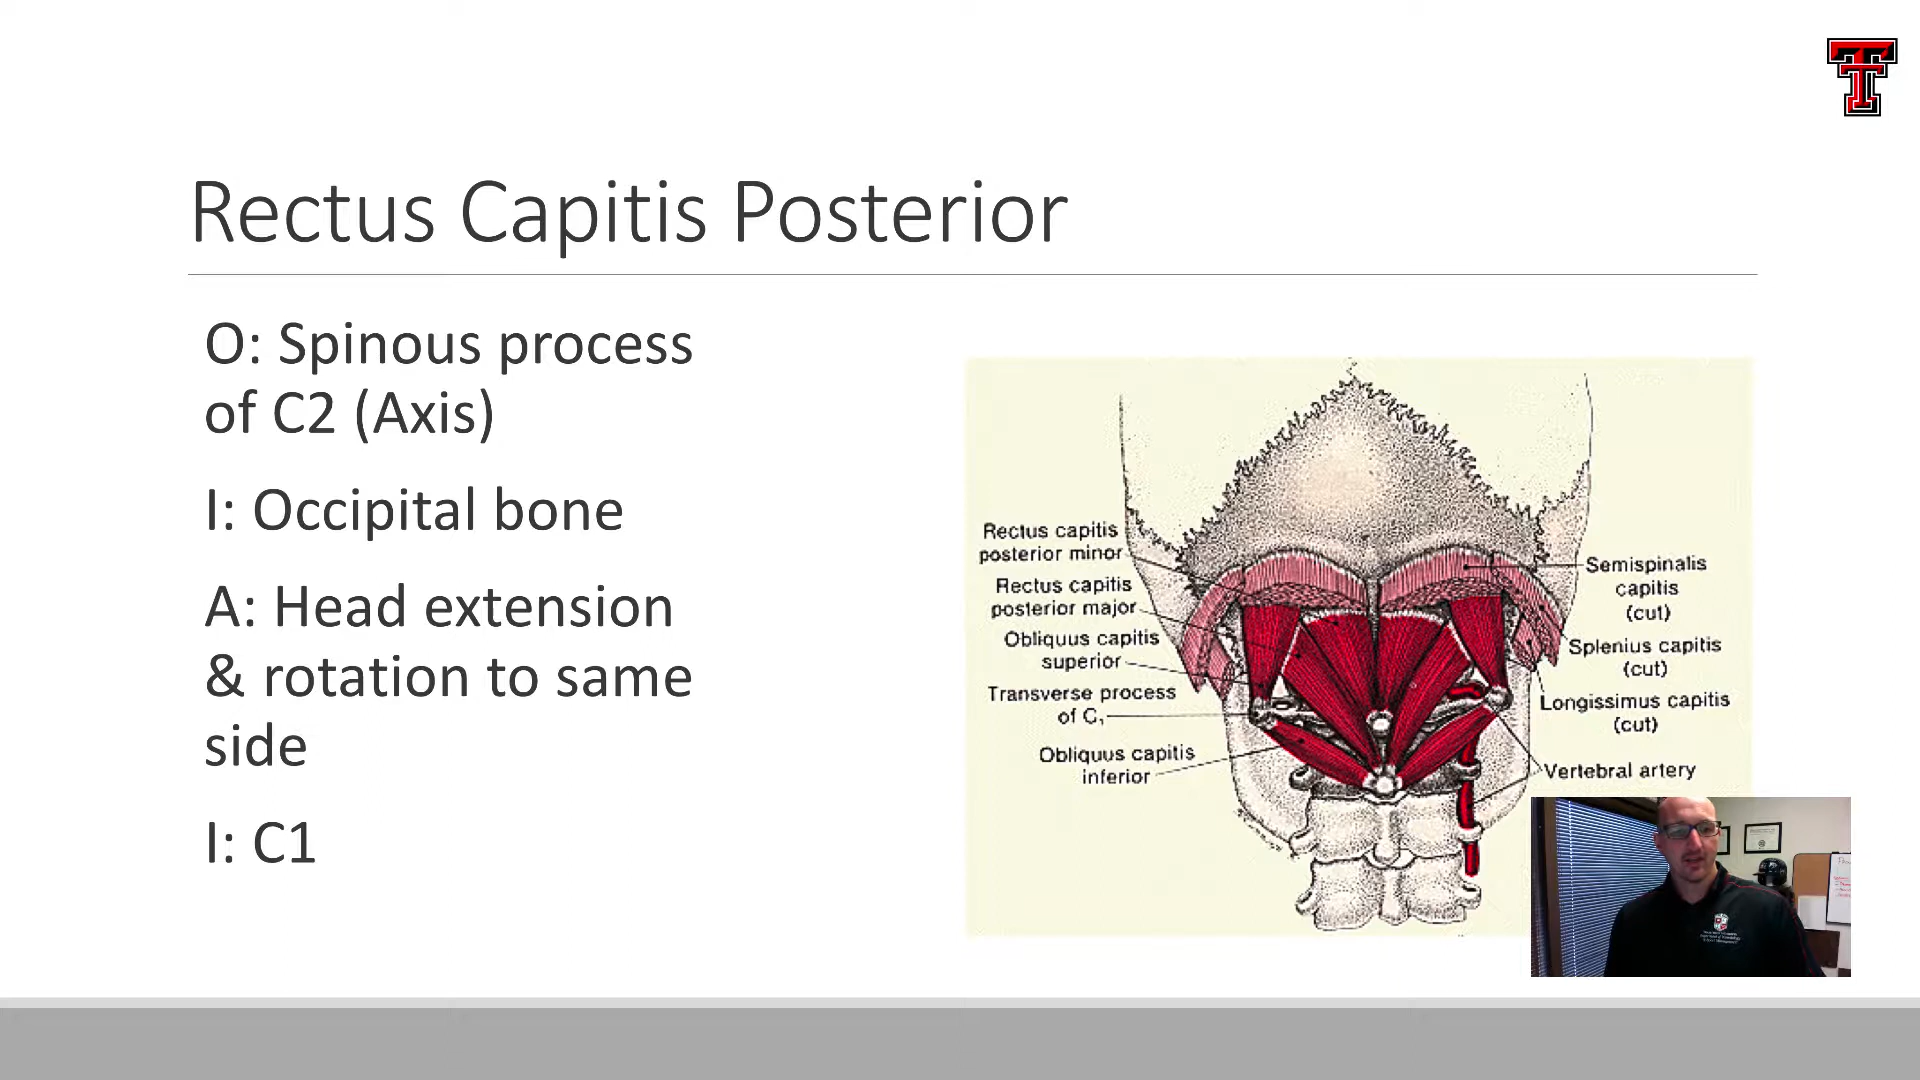 Rectus Capitis Posterior
O: Spinous process
of C2 (Axis)
I: Occipital bone
A: Head extension
& rotation to same
side
I: C1
Rectus capitis
posterior minor
Rectus capitis
posterior major
Obliquus capitis
superior
Transverse process
of C₁
Obliquus capitis
inferior
Semispinalis
capitis
(cut)
Splenius capitis
(cut)
Longissimus capitis
(cut)
Vertebral artery